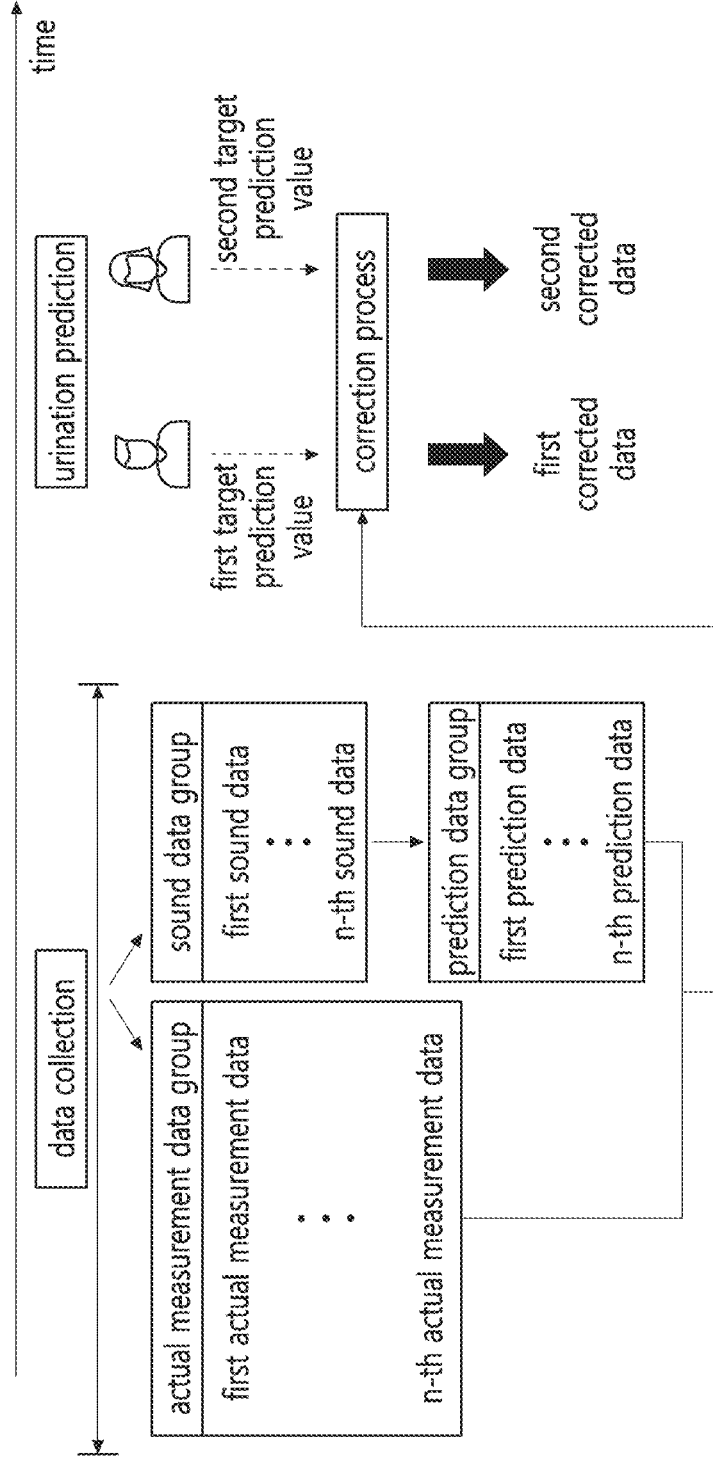 time
data collection
actual measurement data group
first actual measurement data
n-th actual measurement data
sound data group
first sound data
n-th sound data
prediction data group
first prediction data
n-th prediction data
urination prediction
first target
prediction
value
second target
prediction
value
correction process
first
corrected
data
second
corrected
data